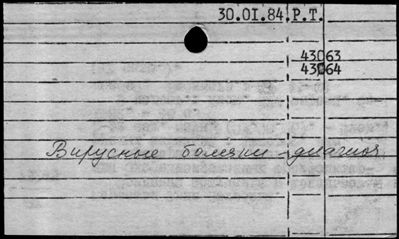 30.01.84.Р.Т.
43063
43064
Вирусные болезни - диагноз